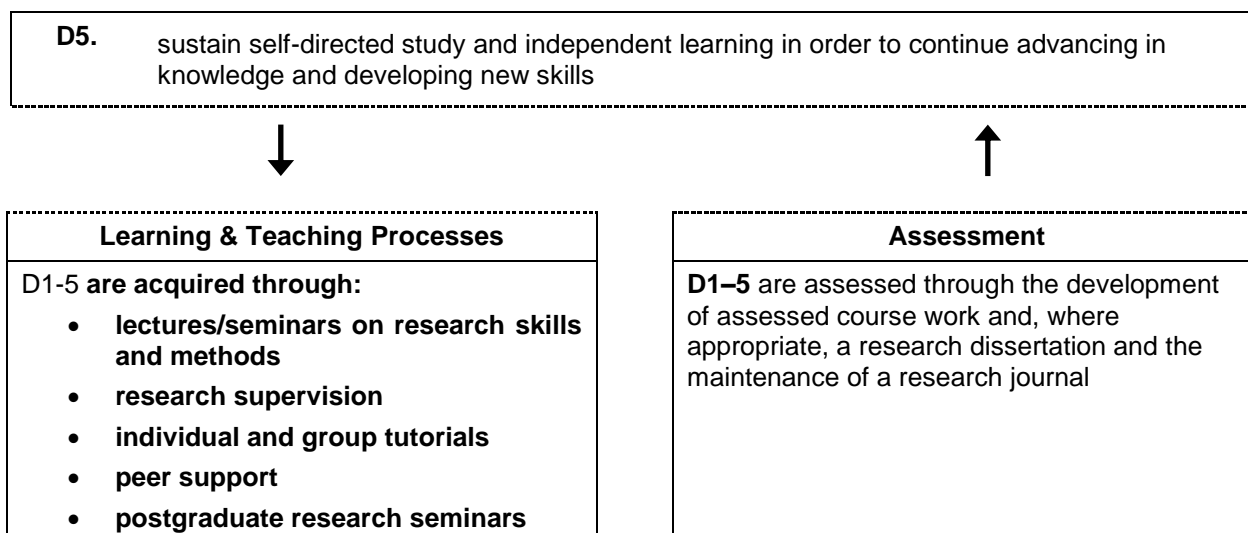 D5. sustain self-directed study and independent learning in order to continue advancing in
knowledge and developing new skills
Learning & Teaching Processes
D1-5 are acquired through:
• lectures/seminars on research skills
and methods
• research supervision
• individual and group tutorials
• peer support
• postgraduate research seminars
Assessment
D1–5 are assessed through the development
of assessed course work and, where
appropriate, a research dissertation and the
maintenance of a research journal